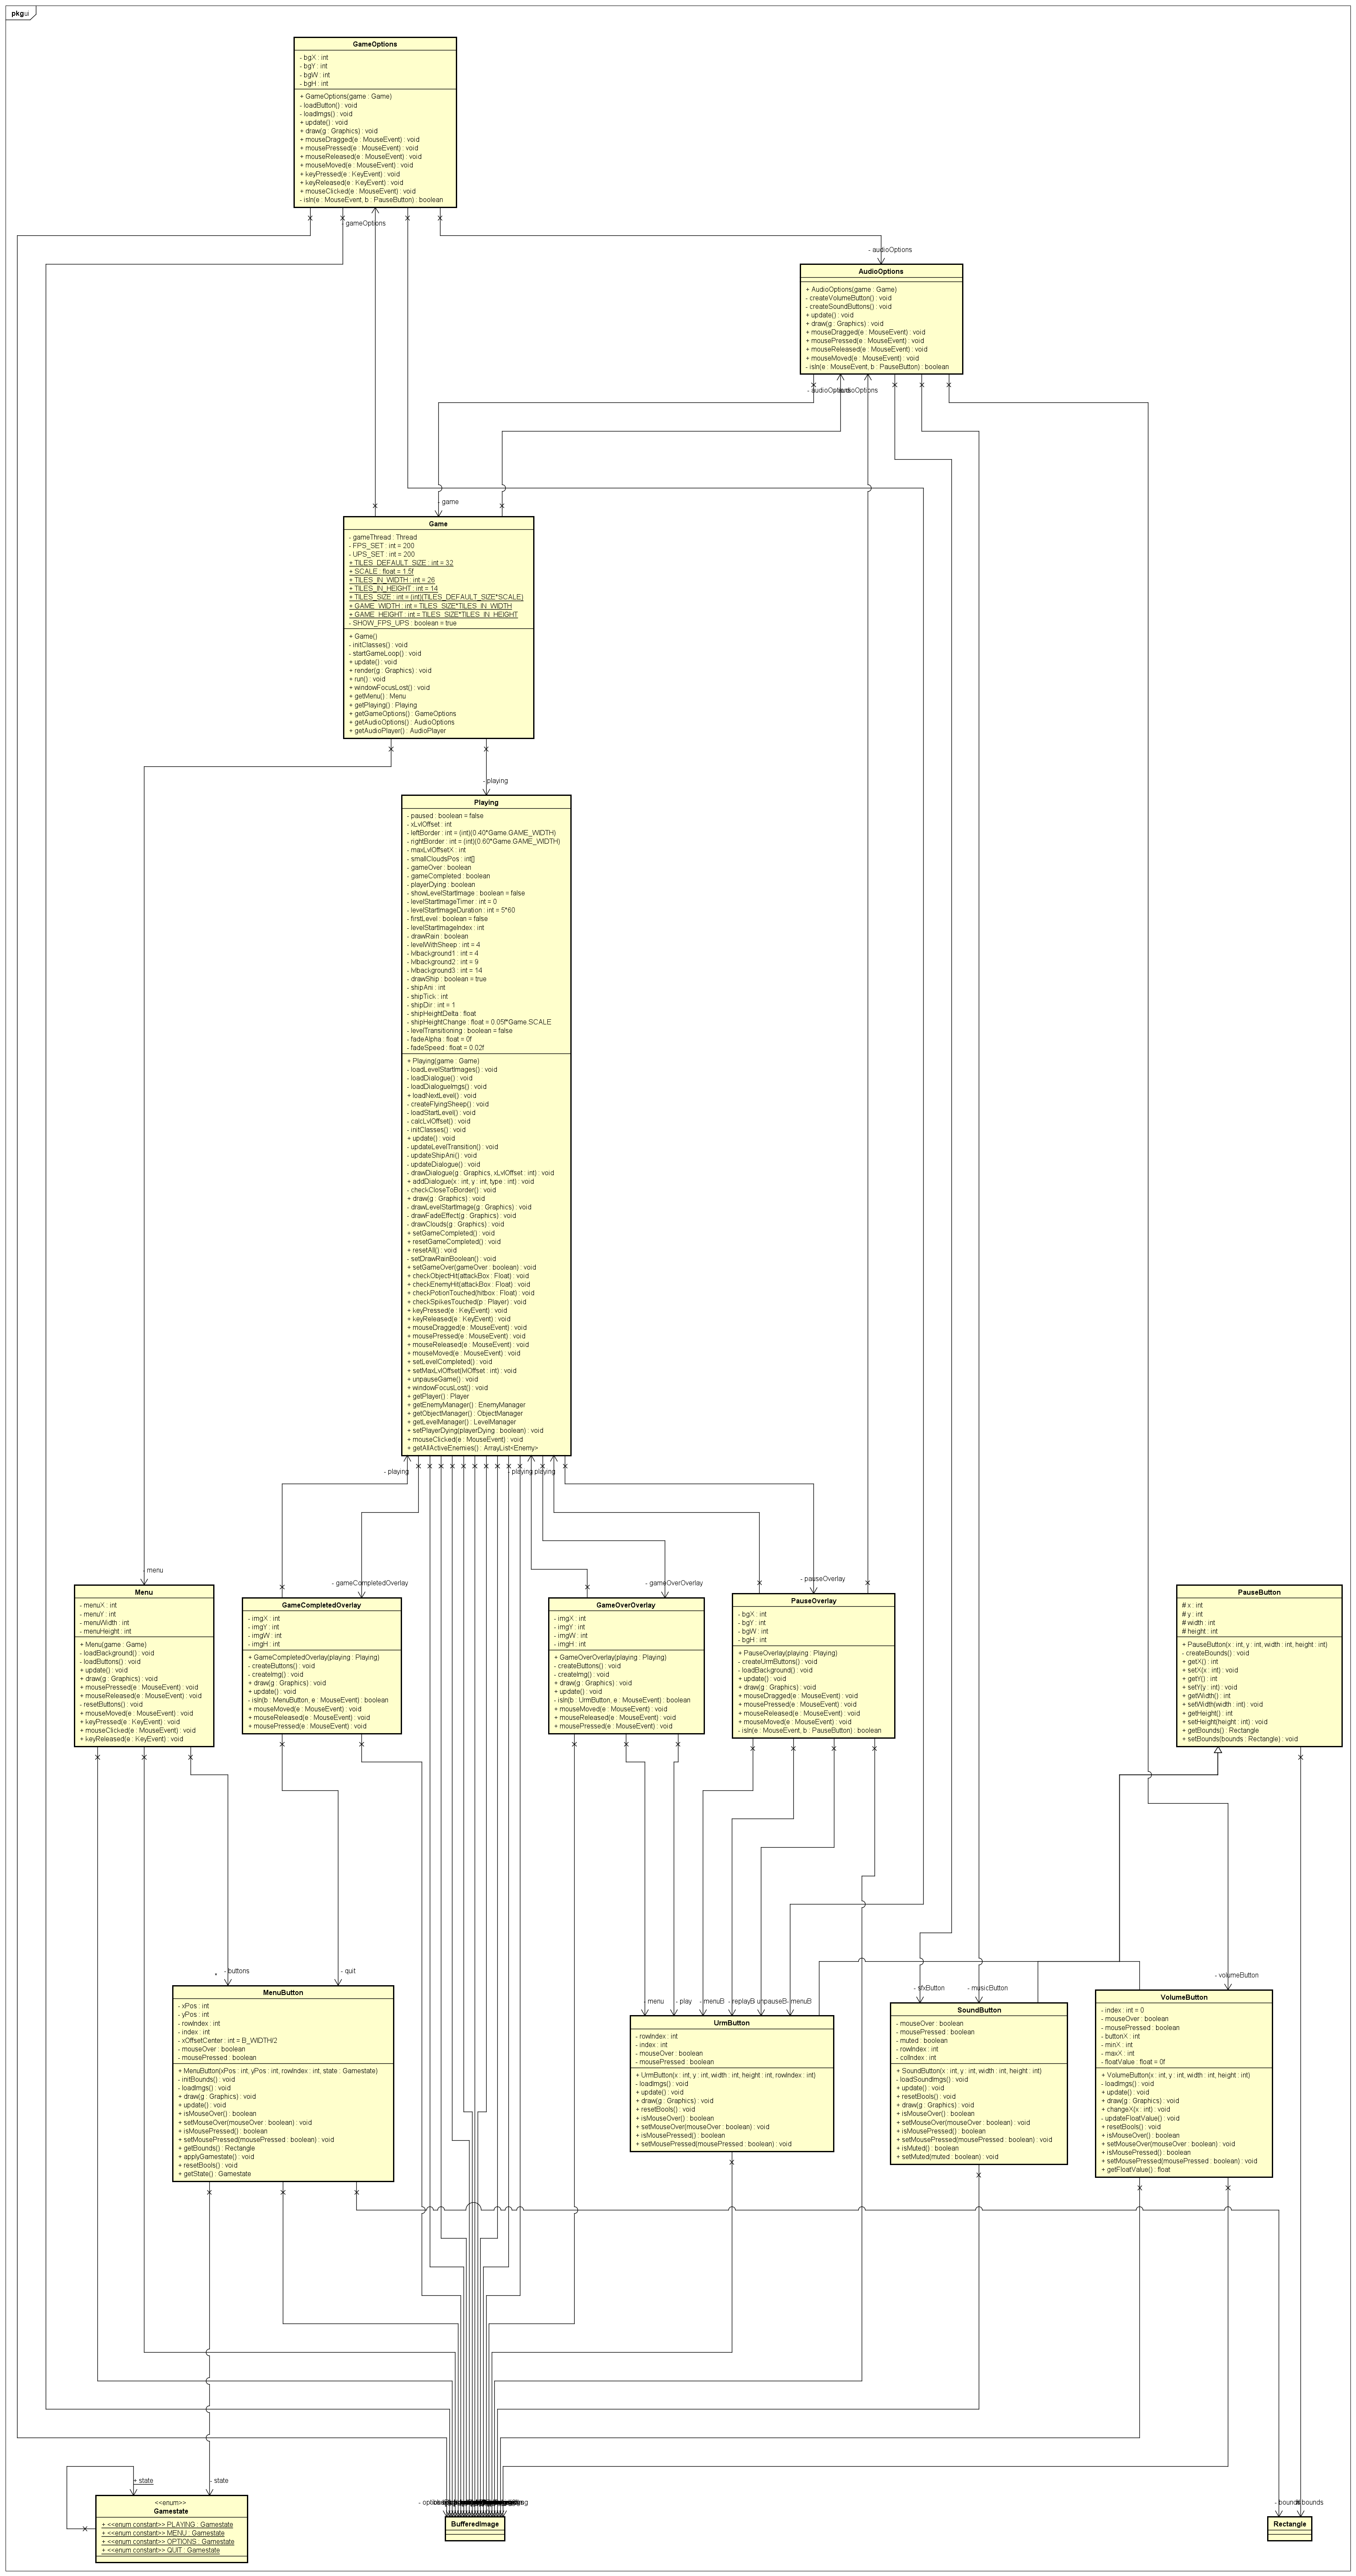 pkg ui
GameOptions
- bgX : int
- bgY : int
- bgW : int
- bgH : int
+ GameOptions(game : Game)
- loadButton() : void
- loadImgs() : void
+ update() : void
+ draw(g : Graphics) : void
+ mouseDragged(e : MouseEvent) : void
+ mousePressed(e : MouseEvent) : void
+ mouseReleased(e : MouseEvent) : void
+ mouseMoved(e : MouseEvent) : void
+ keyPressed(e : KeyEvent) : void
+ keyReleased(e : KeyEvent) : void
+ mouseClicked(e : MouseEvent) : void
- isIn(e : MouseEvent, b : PauseButton) : boolean
- gameOptions
- audioOptions
AudioOptions
+ AudioOptions(game : Game)
- createVolumeButton() : void
- createSoundButtons() : void
+ update() : void
+ draw(g : Graphics) : void
+ mouseDragged(e : MouseEvent) : void
+ mousePressed(e : MouseEvent) : void
+ mouseReleased(e : MouseEvent) : void
+ mouseMoved(e : MouseEvent) : void
- isIn(e : MouseEvent, b : PauseButton) : boolean
- game
Game
- gameThread : Thread
- FPS_SET : int = 200
- UPS_SET : int = 200
+ TILES_DEFAULT_SIZE : int = 32
+ SCALE : float = 1.5f
+ TILES_IN_WIDTH : int = 26
+ TILES_IN_HEIGHT : int = 14
+ TILES_SIZE : int = (int)(TILES_DEFAULT_SIZE*SCALE)
+ GAME_WIDTH : int = TILES_SIZE*TILES_IN_WIDTH
+ GAME_HEIGHT : int = TILES_SIZE*TILES_IN_HEIGHT
- SHOW_FPS_UPS : boolean = true
+ Game()
- initClasses() : void
- startGameLoop() : void
+ update() : void
+ render(g : Graphics) : void
+ run() : void
+ windowFocusLost() : void
+ getMenu() : Menu
+ getPlaying() : Playing
+ getGameOptions() : GameOptions
+ getAudioOptions() : AudioOptions
+ getAudioPlayer() : AudioPlayer
- playing
Playing
- paused : boolean = false
- xLvlOffset : int
- leftBorder : int = (int)(0.40*Game.GAME_WIDTH)
- rightBorder : int = (int)(0.60*Game.GAME_WIDTH)
- maxLvlOffsetX : int
- smallCloudsPos : int[]
- gameOver : boolean
- gameCompleted : boolean
- playerDying : boolean
- showLevelStartImage : boolean = false
- levelStartImageTimer : int = 0
- levelStartImageDuration : int = 5*60
- firstLevel : boolean = false
- levelStartImageIndex : int
- drawRain : boolean
- levelWithSheep : int = 4
- lvlbackground1 : int = 4
- lvlbackground2 : int = 9
- lvlbackground3 : int = 14
- drawShip : boolean = true
- shipAni : int
- shipTick : int
- shipDir : int = 1
- shipHeightDelta : float
- shipHeightChange : float = 0.05f*Game.SCALE
- levelTransitioning : boolean = false
- fadeAlpha : float = 0f
- fadeSpeed : float = 0.02f
+ Playing(game : Game)
- loadLevelStartImages() : void
- loadDialogue() : void
- loadDialogueImgs() : void
+ loadNextLevel() : void
- createFlyingSheep() : void
- loadStartLevel() : void
- calcLvlOffset() : void
- initClasses() : void
+ update() : void
- updateLevelTransition() : void
- updateShipAni() : void
- updateDialogue() : void
- drawDialogue(g : Graphics, xLvlOffset : int) : void
+ addDialogue(x : int, y : int, type : int) : void
- checkCloseToBorder() : void
+ draw(g : Graphics) : void
- drawLevelStartImage(g : Graphics) : void
- drawFadeEffect(g : Graphics) : void
- drawClouds(g : Graphics) : void
+ setGameCompleted() : void
+ resetGameCompleted() : void
+ resetAll() : void
- setDrawRainBoolean() : void
+ setGameOver(gameOver : boolean) : void
+ checkObjectHit(attackBox : Float) : void
+ checkEnemyHit(attackBox : Float) : void
+ checkPotionTouched(hitbox : Float) : void
+ checkSpikesTouched(p : Player) : void
+ keyPressed(e : KeyEvent) : void
+ keyReleased(e : KeyEvent) : void
+ mouseDragged(e : MouseEvent) : void
+ mousePressed(e : MouseEvent) : void
+ mouseReleased(e : MouseEvent) : void
+ mouseMoved(e : MouseEvent) : void
+ setLevelCompleted() : void
+ setMaxLvlOffset(lvlOffset : int) : void
+ unpauseGame() : void
+ windowFocusLost() : void
+ getPlayer() : Player
+ getEnemyManager() : EnemyManager
+ getObjectManager() : ObjectManager
+ getLevelManager() : LevelManager
+ setPlayerDying(playerDying : boolean) : void
+ mouseClicked(e : MouseEvent) : void
+ getAllActiveEnemies() : ArrayList<Enemy>
- playing
- playing
playing
- menu
- gameCompletedOverlay
- gameOverOverlay
- pauseOverlay
Menu
- menuX : int
- menuY : int
- menuWidth : int
- menuHeight : int
+ Menu(game : Game)
- loadBackground() : void
- loadButtons() : void
+ update() : void
+ draw(g : Graphics) : void
+ mousePressed(e : MouseEvent) : void
+ mouseReleased(e : MouseEvent) : void
- resetButtons() : void
+ mouseMoved(e : MouseEvent) : void
+ keyPressed(e : KeyEvent) : void
+ mouseClicked(e : MouseEvent) : void
+ keyReleased(e : KeyEvent) : void
GameCompletedOverlay
- imgX : int
- imgY : int
- imgW : int
- imgH : int
+ GameCompletedOverlay(playing : Playing)
- createButtons() : void
- createImg() : void
+ draw(g : Graphics) : void
+ update() : void
- isIn(b : MenuButton, e : MouseEvent) : boolean
+ mouseMoved(e : MouseEvent) : void
+ mouseReleased(e : MouseEvent) : void
+ mousePressed(e : MouseEvent) : void
GameOverOverlay
- imgX : int
- imgY : int
- imgW : int
- imgH : int
+ GameOverOverlay(playing : Playing)
- createButtons() : void
- createImg() : void
+ draw(g : Graphics) : void
+ update() : void
- isIn(b : UrmButton, e : MouseEvent) : boolean
+ mouseMoved(e : MouseEvent) : void
+ mouseReleased(e : MouseEvent) : void
+ mousePressed(e : MouseEvent) : void
PauseOverlay
- bgX : int
- bgY : int
- bgW : int
- bgH : int
+ PauseOverlay(playing : Playing)
- createUrmButtons() : void
- loadBackground() : void
+ update() : void
+ draw(g : Graphics) : void
+ mouseDragged(e : MouseEvent) : void
+ mousePressed(e : MouseEvent) : void
+ mouseReleased(e : MouseEvent) : void
+ mouseMoved(e : MouseEvent) : void
- isIn(e : MouseEvent, b : PauseButton) : boolean
PauseButton
# x : int
# y : int
# width : int
# height : int
+ PauseButton(x : int, y : int, width : int, height : int)
- createBounds() : void
+ getX() : int
+ setX(x : int) : void
+ getY() : int
+ setY(y : int) : void
+ getWidth() : int
+ setWidth(width : int) : void
+ getHeight() : int
+ setHeight(height : int) : void
+ getBounds() : Rectangle
+ setBounds(bounds : Rectangle) : void
*
- buttons
- quit
- menu
- play
- menuB
- replayB
unpauseB
- menuB
- sfxButton
- musicButton
- volumeButton
MenuButton
- xPos : int
- yPos : int
- rowIndex : int
- index : int
- xOffsetCenter : int = B_WIDTH/2
- mouseOver : boolean
- mousePressed : boolean
+ MenuButton(xPos : int, yPos : int, rowIndex : int, state : Gamestate)
- initBounds() : void
- loadImgs() : void
+ draw(g : Graphics) : void
+ update() : void
+ isMouseOver() : boolean
+ setMouseOver(mouseOver : boolean) : void
+ isMousePressed() : boolean
+ setMousePressed(mousePressed : boolean) : void
+ getBounds() : Rectangle
+ applyGamestate() : void
+ resetBools() : void
+ getState() : Gamestate
UrmButton
- rowIndex : int
- index : int
- mouseOver : boolean
- mousePressed : boolean
+ UrmButton(x : int, y : int, width : int, height : int, rowIndex : int)
- loadImgs() : void
+ update() : void
+ draw(g : Graphics) : void
+ resetBools() : void
+ isMouseOver() : boolean
+ setMouseOver(mouseOver : boolean) : void
+ isMousePressed() : boolean
+ setMousePressed(mousePressed : boolean) : void
SoundButton
- mouseOver : boolean
- mousePressed : boolean
- muted : boolean
- rowIndex : int
- colIndex : int
+ SoundButton(x : int, y : int, width : int, height : int)
- loadSoundImgs() : void
+ update() : void
+ resetBools() : void
+ draw(g : Graphics) : void
+ isMouseOver() : boolean
+ setMouseOver(mouseOver : boolean) : void
+ isMousePressed() : boolean
+ setMousePressed(mousePressed : boolean) : void
+ isMuted() : boolean
+ setMuted(muted : boolean) : void
VolumeButton
- index : int = 0
- mouseOver : boolean
- mousePressed : boolean
- buttonX : int
- minX : int
- maxX : int
- floatValue : float = 0f
+ VolumeButton(x : int, y : int, width : int, height : int)
- loadImgs() : void
+ update() : void
+ draw(g : Graphics) : void
+ changeX(x : int) : void
- updateFloatValue() : void
+ resetBools() : void
+ isMouseOver() : boolean
+ setMouseOver(mouseOver : boolean) : void
+ isMousePressed() : boolean
+ setMousePressed(mousePressed : boolean) : void
+ getFloatValue() : float
+ state
- state
<<enum>>
Gamestate
+ <<enum constant>> PLAYING : Gamestate
+ <<enum constant>> MENU : Gamestate
+ <<enum constant>> OPTIONS : Gamestate
+ <<enum constant>> QUIT : Gamestate
BufferedImage
- bounds
bounds
Rectangle